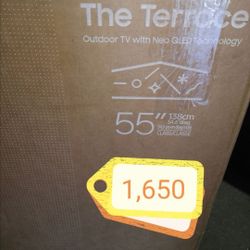 The Terrace
Outdoor TV with Neo QLED Technology
55"
138cm
1,650